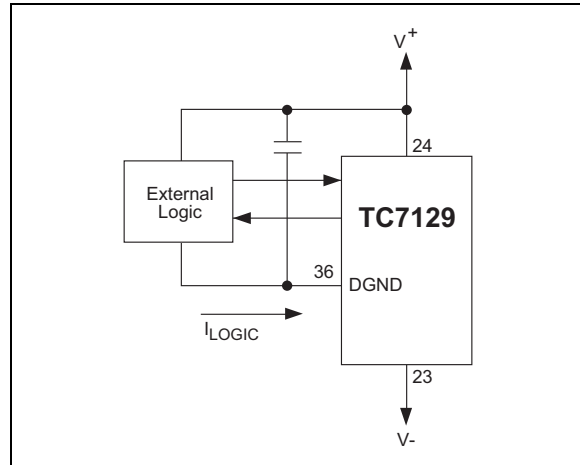 V+
24
External
Logic
TC7129
36
DGND
ILOGIC
23
V-